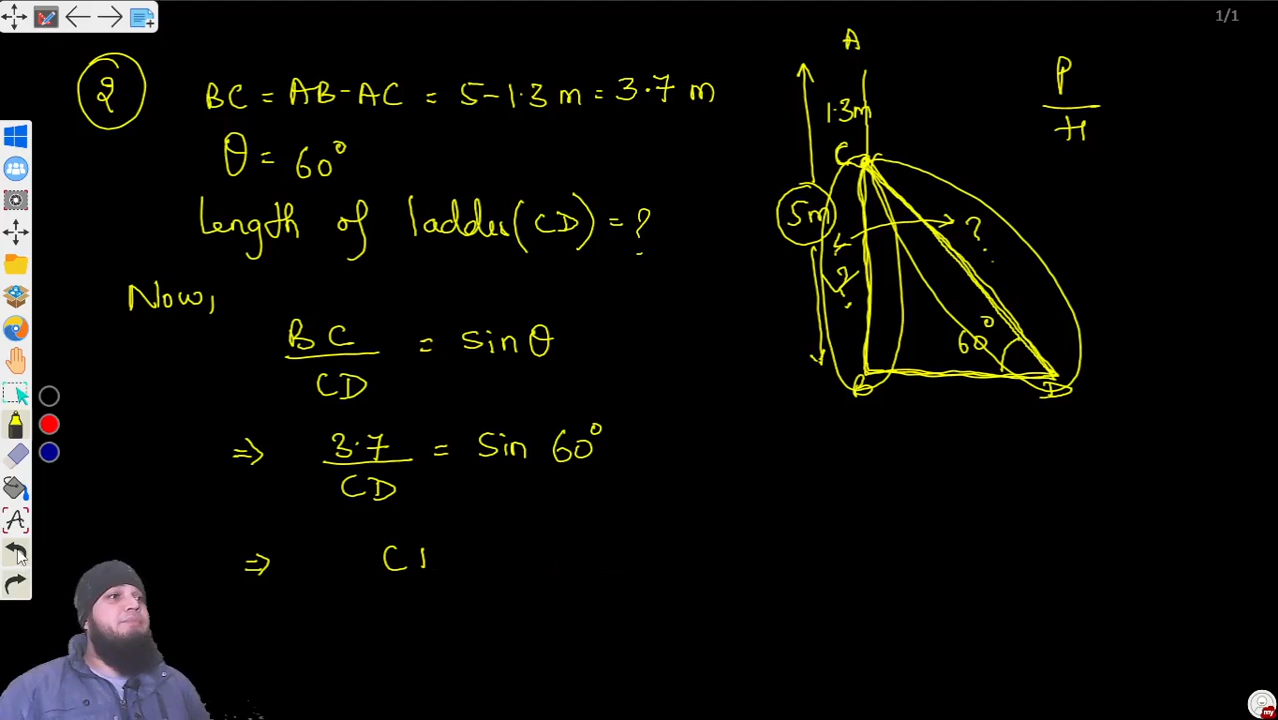 1/1
2
BC = AB - AC = 5 - 1.3 m = 3.7 m
θ = 60°
Length of ladder (CD) = ?
Now,
BC
CD
= sin θ
⇒ 3.7
CD
= Sin 60°
⇒ C
A
1.3m
C
5m
?
?
60°
B
D
P
H